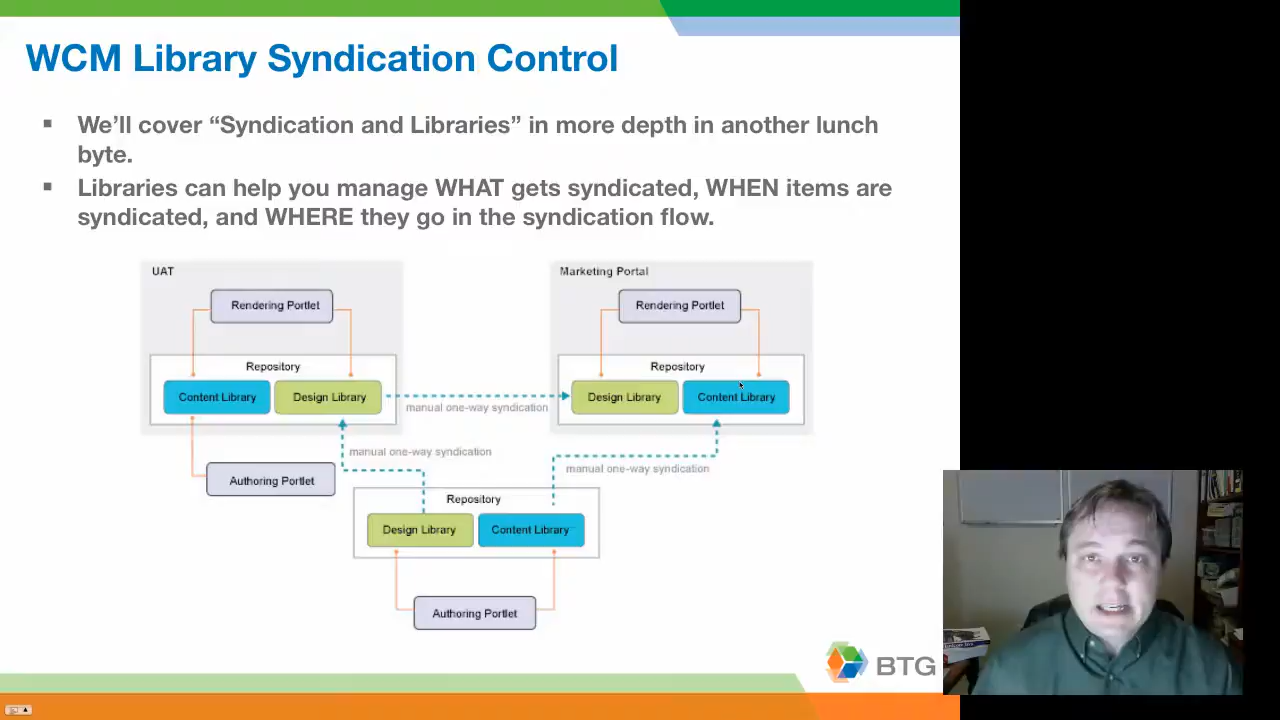 WCM Library Syndication Control
▪ We'll cover “Syndication and Libraries” in more depth in another lunch
byte.
▪ Libraries can help you manage WHAT gets syndicated, WHEN items are
syndicated, and WHERE they go in the syndication flow.
UAT
Rendering Portlet
Repository
Content Library
Design Library
manual one-way syndication
Marketing Portal
Rendering Portlet
Repository
Design Library
Content Library
manual one-way syndication
manual one-way syndication
Authoring Portlet
Repository
Design Library
Content Library
Authoring Portlet
BTG